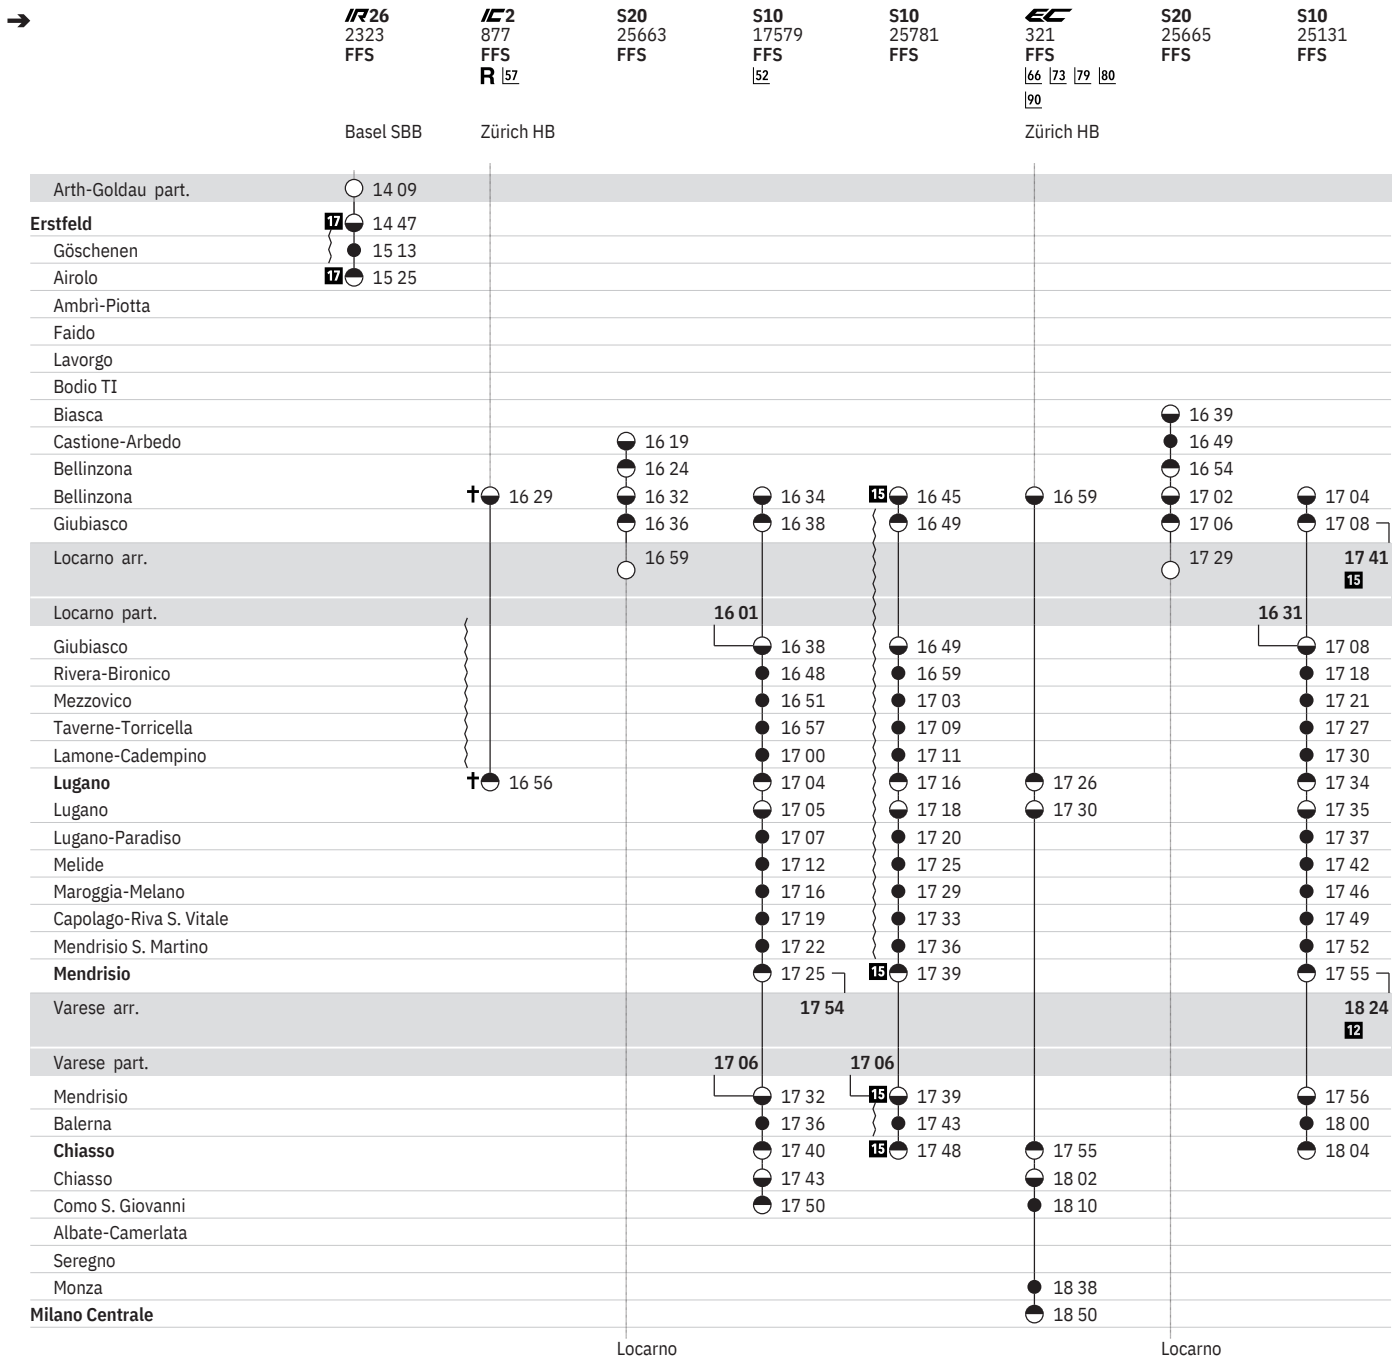 ➔ IR26 IC2 S20 S10 S10 EC S20 S10
2323 877 25663 17579 25781 321 25665 25131
FFS FFS FFS FFS FFS FFS FFS FFS
R 57 52 66 73 79 80
90
Basel SBB Zürich HB Zürich HB
Arth-Goldau part. 14 09
Erstfeld 17 14 47
Göschenen 15 13
Airolo 17 15 25
Ambrì-Piotta
Faido
Lavorgo
Bodio TI
Biasca 16 39
Castione-Arbedo 16 19 16 49
Bellinzona 16 24 16 54
Bellinzona † 16 29 16 32 16 34 15 16 45 16 59 17 02 17 04
Giubiasco 16 36 16 38 16 49 17 06 17 08
Locarno arr. 16 59 17 29 17 41
15
Locarno part. 16 01 16 31
Giubiasco 16 38 16 49 17 08
Rivera-Bironico 16 48 16 59 17 18
Mezzovico 16 51 17 03 17 21
Taverne-Torricella 16 57 17 09 17 27
Lamone-Cadempino 17 00 17 11 17 30
Lugano † 16 56 17 04 17 16 17 26 17 34
Lugano 17 05 17 18 17 30 17 35
Lugano-Paradiso 17 07 17 20 17 37
Melide 17 12 17 25 17 42
Maroggia-Melano 17 16 17 29 17 46
Capolago-Riva S. Vitale 17 19 17 33 17 49
Mendrisio S. Martino 17 22 17 36 17 52
Mendrisio 17 25 15 17 39 17 55
Varese arr. 17 54 18 24
12
Varese part. 17 06 17 06
Mendrisio 17 32 15 17 39 17 56
Balerna 17 36 17 43 18 00
Chiasso 17 40 15 17 48 17 55 18 04
Chiasso 17 43 18 02
Como S. Giovanni 17 50 18 10
Albate-Camerlata
Seregno
Monza 18 38
Milano Centrale 18 50
Locarno Locarno